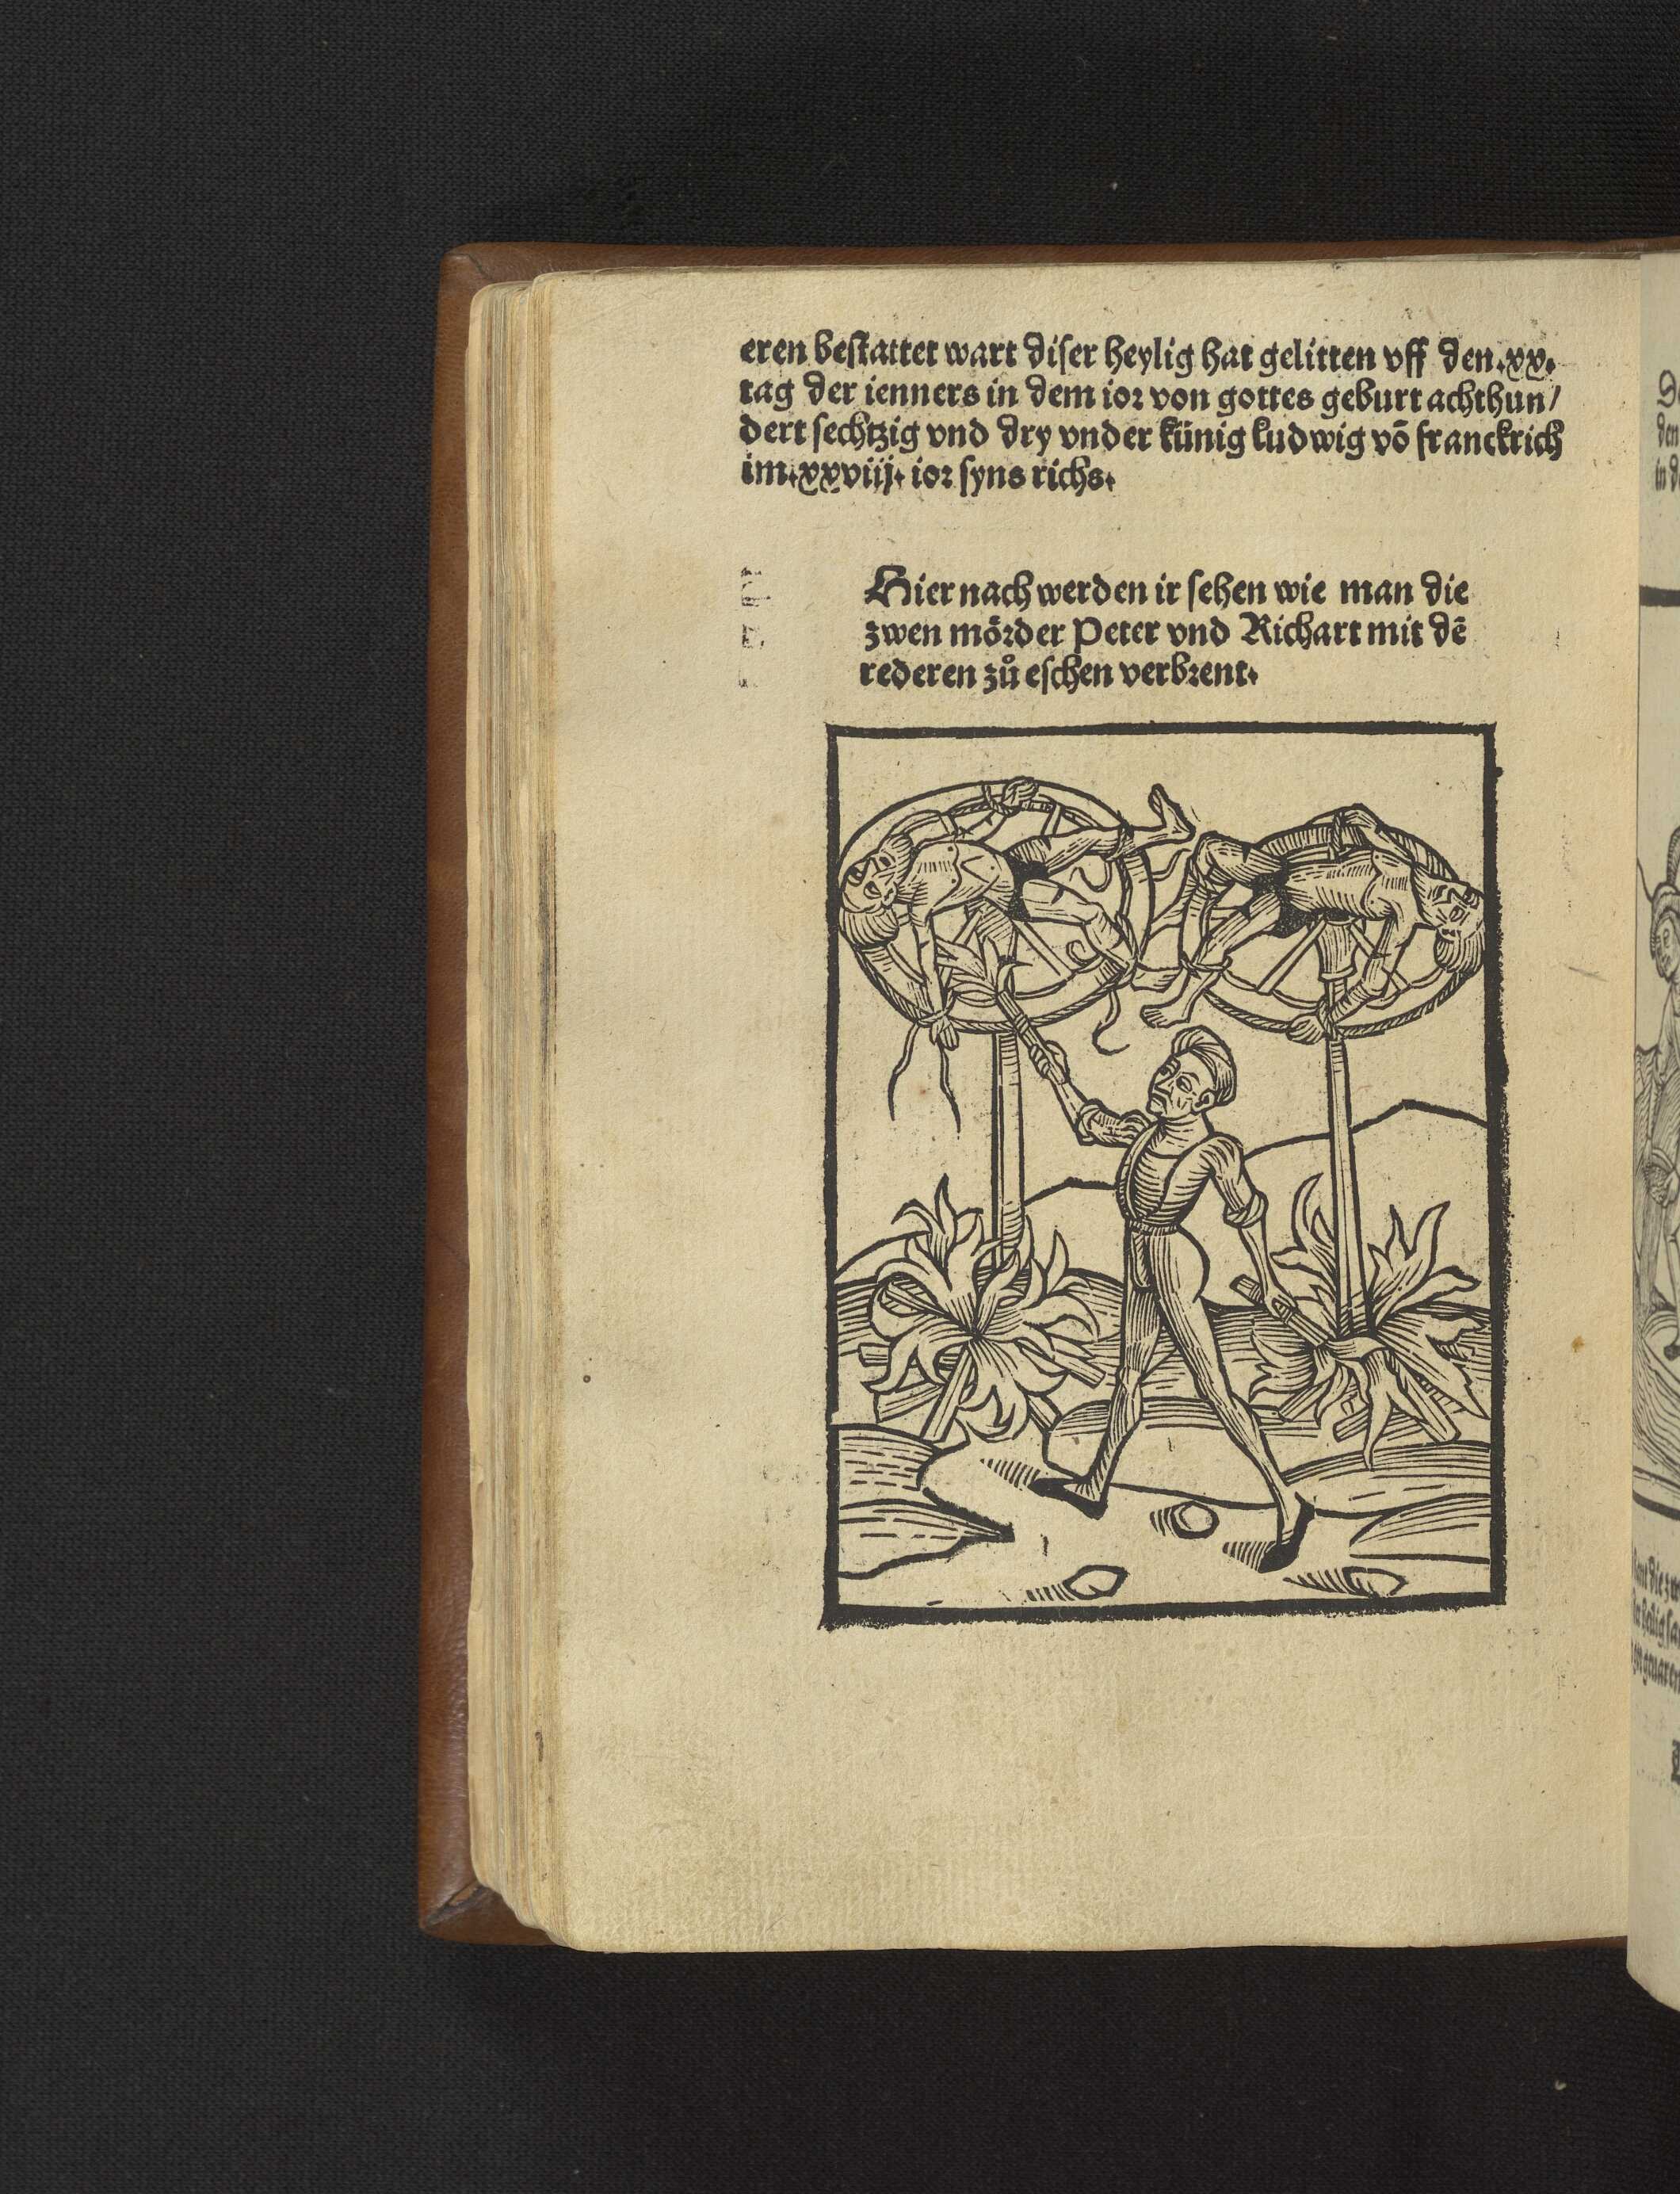 eren bestattet wart diser heylig hat gelitten vff den.xx.
tag der ienners in dem ior von gottes geburt achthun/
dert sechtzig vnd dry vnder künig ludwig võ franckrich
im.xxviij. ior syns richs.
Hier nach werden ir sehen wie man die
zwen mörder Peter vnd Richart mit dẽ
rederen zů eschen verbrent.